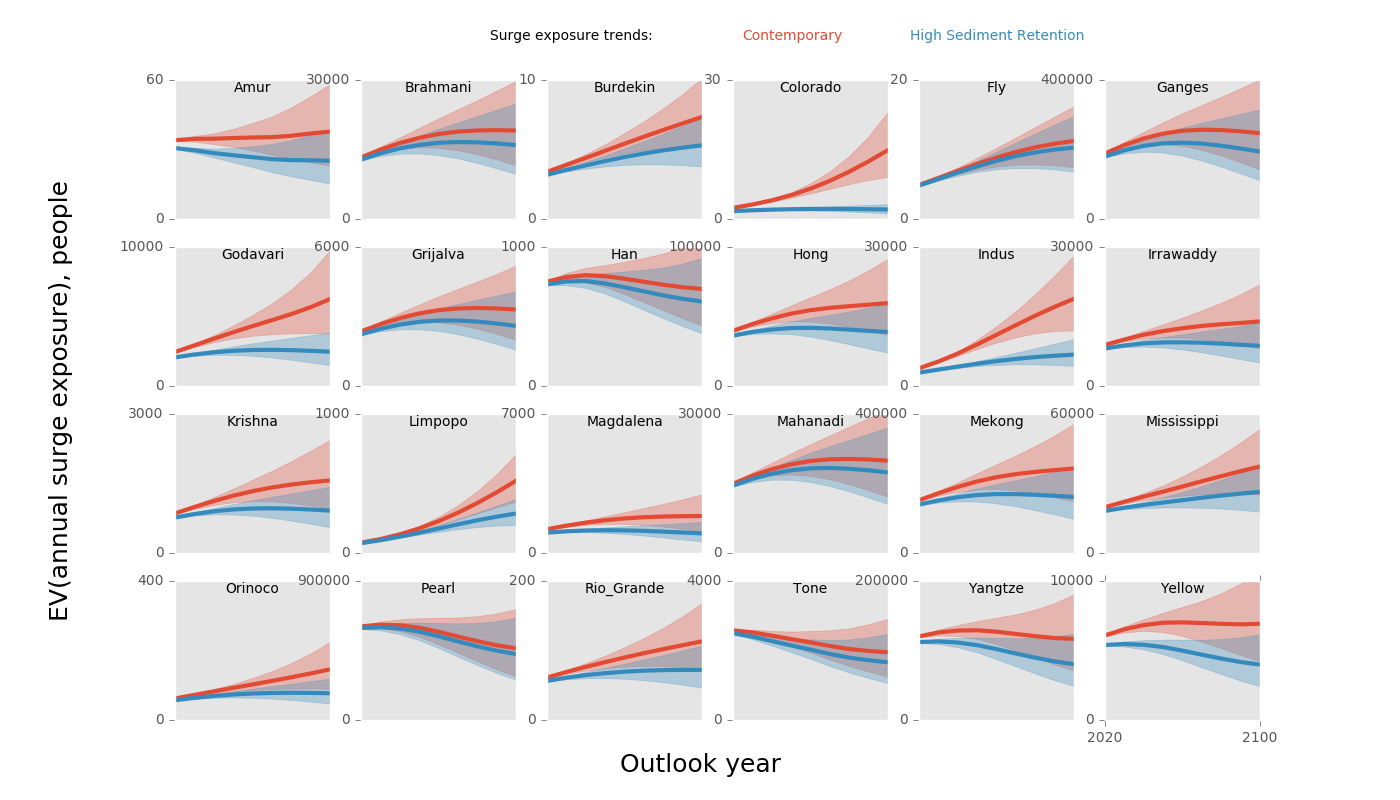 Surge exposure trends: Contemporary High Sediment Retention
60 30000 10 30 20 400000
Amur Brahmani Burdekin Colorado Fly Ganges
0 0 0 0 0 0
10000 6000 1000 100000 30000 30000
Godavari Grijalva Han Hong Indus Irrawaddy
0 0 0 0 0 0
3000 1000 7000 30000 400000 60000
Krishna Limpopo Magdalena Mahanadi Mekong Mississippi
0 0 0 0 0 0
400 900000 200 4000 200000 10000
Orinoco Pearl Rio_Grande Tone Yangtze Yellow
0 0 0 0 0 0
2020 2100
EV(annual surge exposure), people
Outlook year